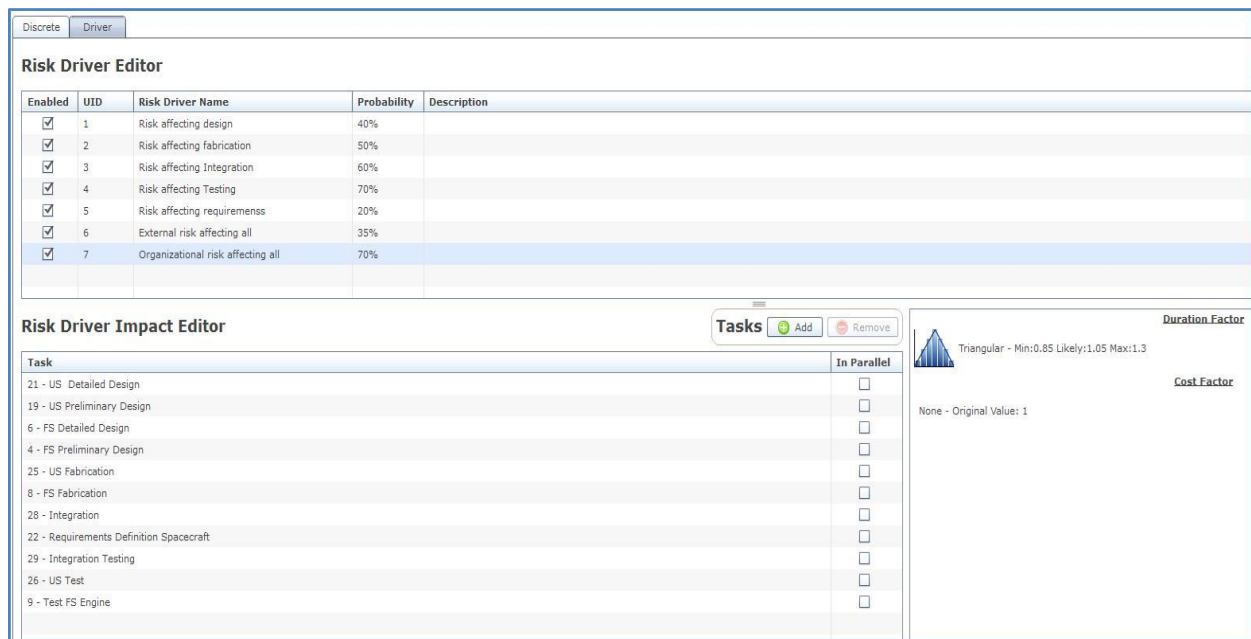 Discrete Driver
Risk Driver Editor
Enabled UID Risk Driver Name Probability Description
1 Risk affecting design 40%
2 Risk affecting fabrication 50%
3 Risk affecting Integration 60%
4 Risk affecting Testing 70%
5 Risk affecting requiremenss 20%
6 External risk affecting all 35%
7 Organizational risk affecting all 70%
Risk Driver Impact Editor Tasks Add Remove
Task In Parallel
21 - US Detailed Design
19 - US Preliminary Design
6 - FS Detailed Design
4 - FS Preliminary Design
25 - US Fabrication
8 - FS Fabrication
28 - Integration
22 - Requirements Definition Spacecraft
29 - Integration Testing
26 - US Test
9 - Test FS Engine
Duration Factor
Triangular - Min:0.85 Likely:1.05 Max:1.3
Cost Factor
None - Original Value: 1